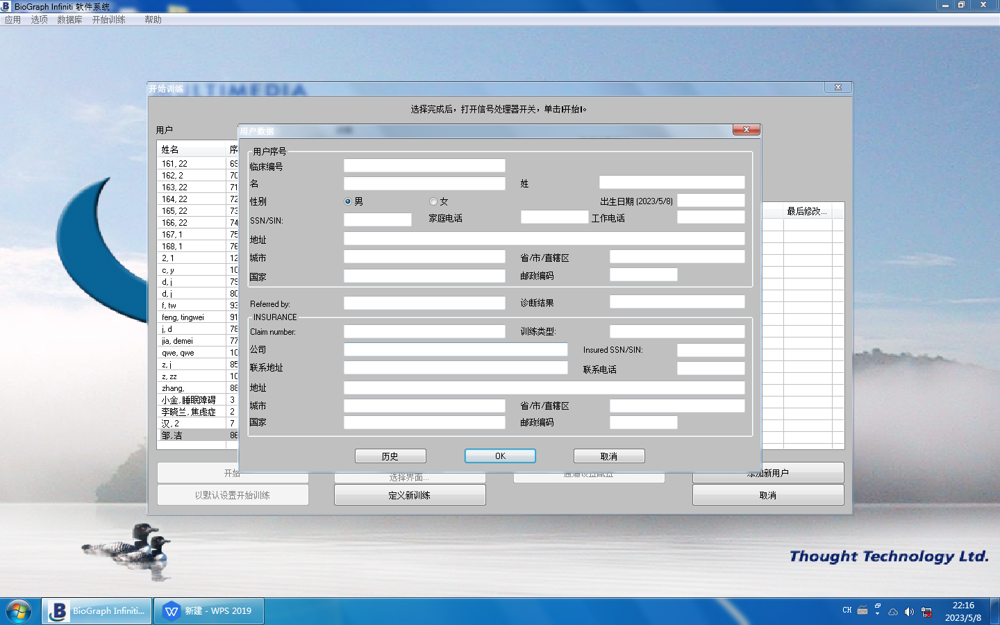 BioGraph Infiniti 软件系统
应用 选项 数据库 开始训练 帮助
开始训练 LTIMEDIA
选择完成后，打开信号处理器开关，单击I开始I。
用户
用户数据
姓名 序
161, 22 69
162, 2 70
163, 22 71
164, 22 72
165, 22 73
166, 22 74
167, 1 75
168, 1 76
2, 1 12
c, y 10
d, j 79
d, j 80
f, tw 93
feng, tingwei 91
j, d 78
jia, demei 77
qwe, qwe 10
z, j 85
z, zz 10
zhang, 88
小金,睡眠障碍 3
李晓兰,焦虑症 2
汉, 2 7
邹,洁 86
用户序号
临床编号
名 姓
性别 男 女 出生日期 (2023/5/8)
SSN/SIN: 家庭电话 工作电话
地址
城市 省/市/直辖区
国家 邮政编码
Referred by: 诊断结果
INSURANCE
Claim number: 训练类型:
公司 Insured SSN/SIN:
联系地址 联系电话
地址
城市 省/市/直辖区
国家 邮政编码
历史 OK 取消
最后修改...
开始 选择界面... 通道设置配置 添加新用户
以默认设置开始训练 定义新训练 取消
Thought Technology Ltd.
BioGraph Infiniti... 新建 - WPS 2019
CH 22:16
2023/5/8